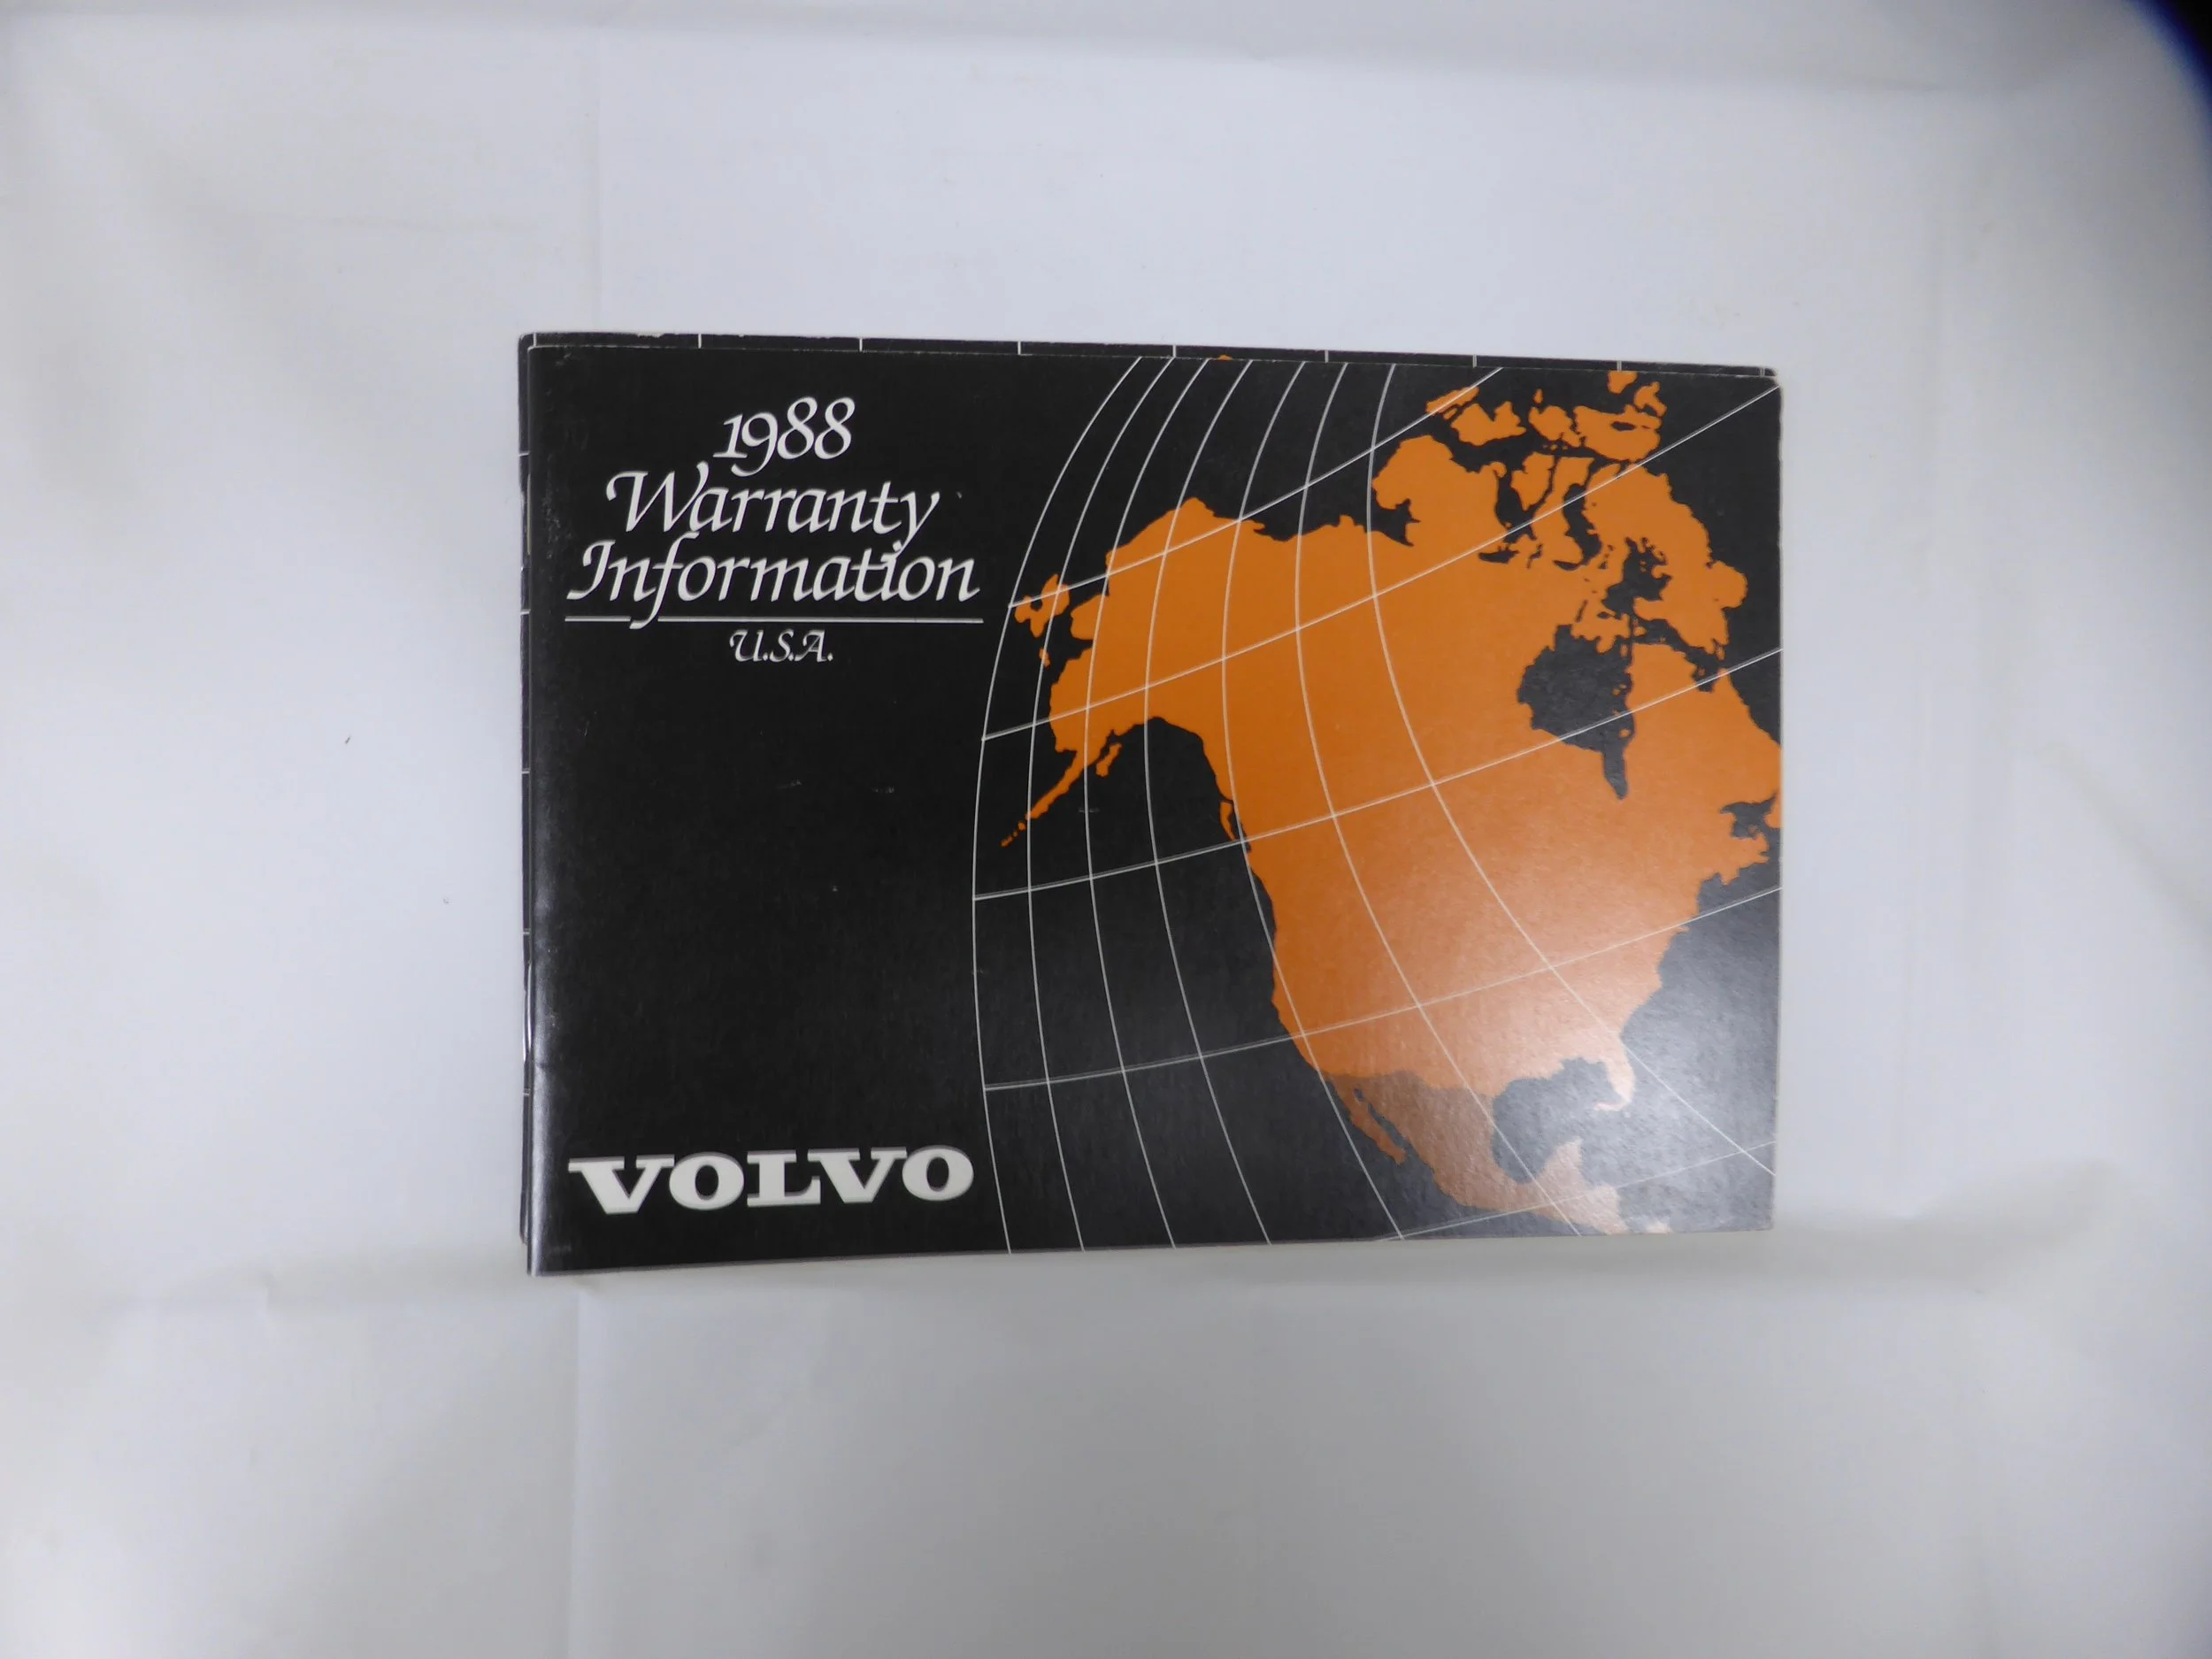 1988
Warranty
Information
U.S.A.
VOLVO